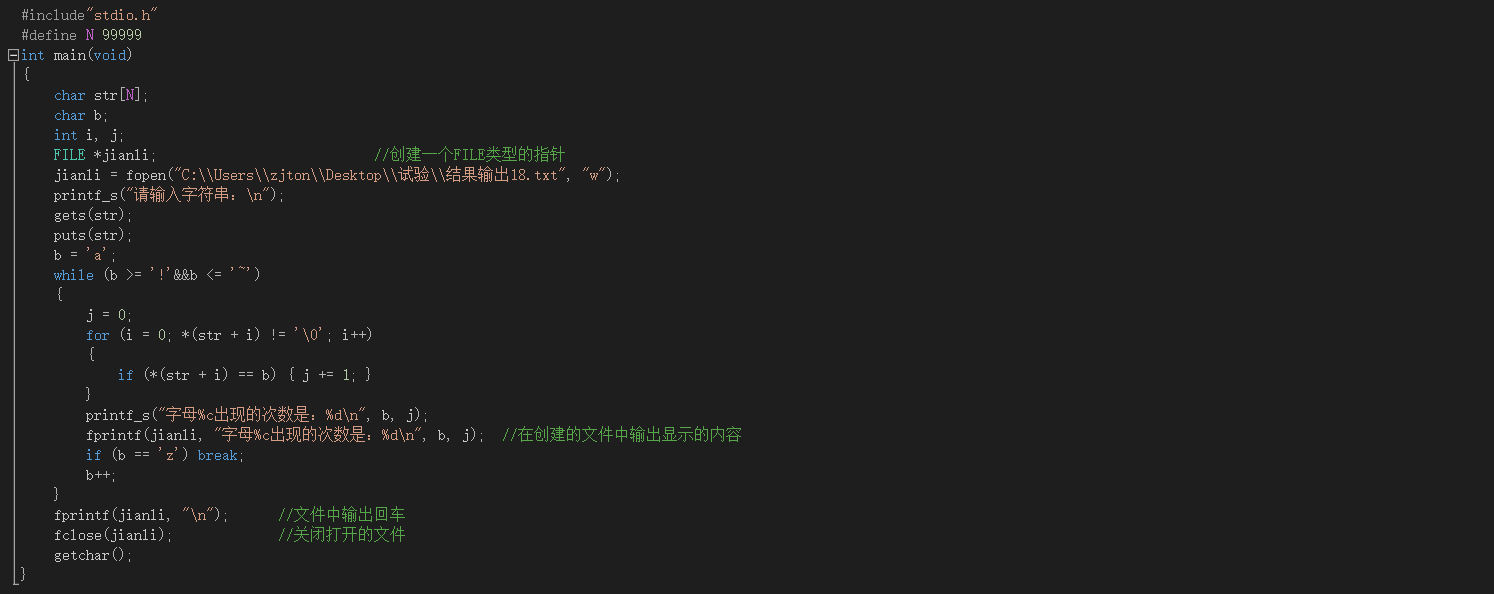 #include"stdio.h"
#define N 99999
int main(void)
{
char str[N];
char b;
int i, j;
FILE *jianli; //创建一个FILE类型的指针
jianli = fopen("C:\\Users\\zjton\\Desktop\\试验\\结果输出18.txt", "w");
printf_s("请输入字符串：\n");
gets(str);
puts(str);
b = 'a';
while (b >= '!'&&b <= '~')
{
j = 0;
for (i = 0; *(str + i) != '\0'; i++)
{
if (*(str + i) == b) { j += 1; }
}
printf_s("字母%c出现的次数是：%d\n", b, j);
fprintf(jianli, "字母%c出现的次数是：%d\n", b, j); //在创建的文件中输出显示的内容
if (b == 'z') break;
b++;
}
fprintf(jianli, "\n"); //文件中输出回车
fclose(jianli); //关闭打开的文件
getchar();
}